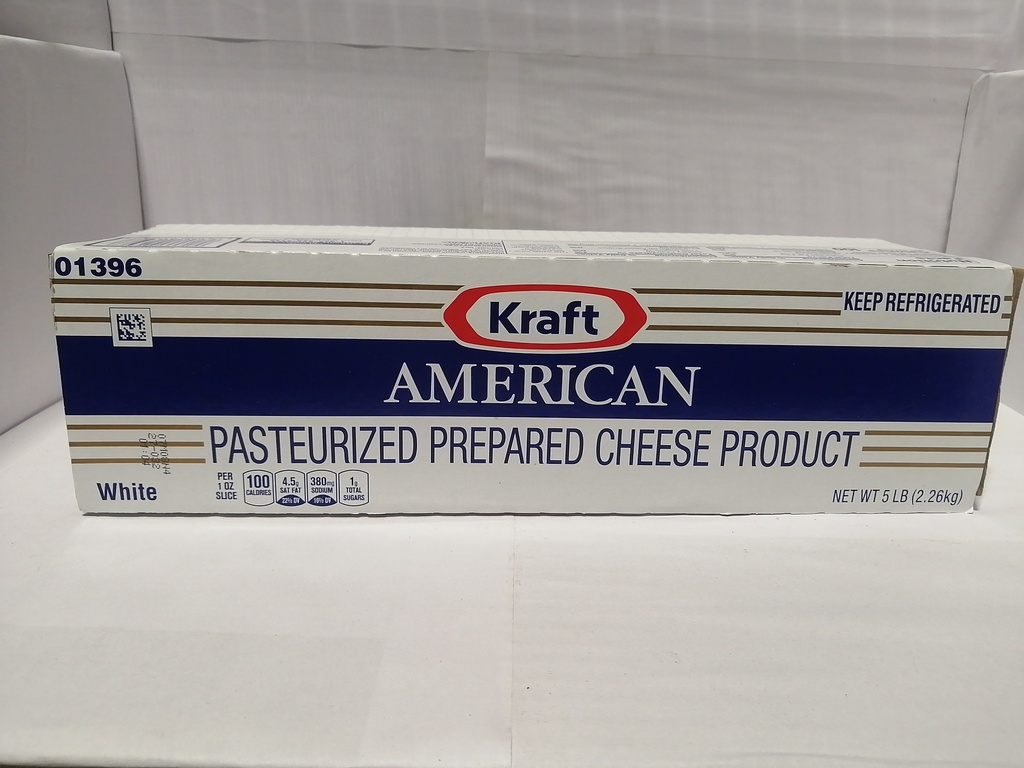 01396
Kraft
KEEP REFRIGERATED
AMERICAN
PASTEURIZED PREPARED CHEESE PRODUCT
White
PER
1 OZ
SLICE
100
CALORIES
4.5g
SAT FAT
22% DV
380mg
SODIUM
16% DV
1g
TOTAL
SUGARS
NET WT 5 LB (2.26kg)